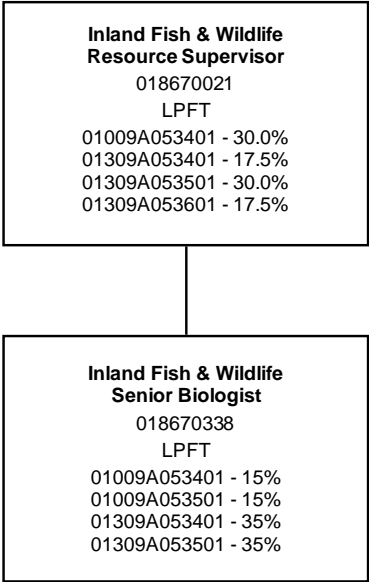 Inland Fish & Wildlife
Resource Supervisor
018670021
LPFT
01009A053401 - 30.0%
01309A053401 - 17.5%
01309A053501 - 30.0%
01309A053601 - 17.5%
Inland Fish & Wildlife
Senior Biologist
018670338
LPFT
01009A053401 - 15%
01009A053501 - 15%
01309A053401 - 35%
01309A053501 - 35%